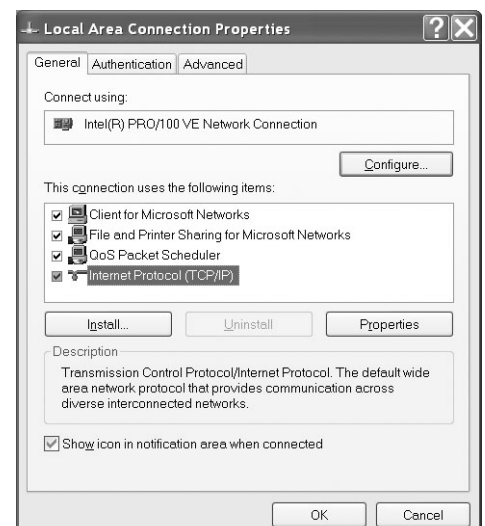 Local Area Connection Properties
General Authentication Advanced
Connect using:
Intel(R) PRO/100 VE Network Connection
Configure...
This connection uses the following items:
Client for Microsoft Networks
File and Printer Sharing for Microsoft Networks
QoS Packet Scheduler
Internet Protocol (TCP/IP)
Install... Uninstall Properties
Description
Transmission Control Protocol/Internet Protocol. The default wide
area network protocol that provides communication across
diverse interconnected networks.
Show icon in notification area when connected
OK Cancel